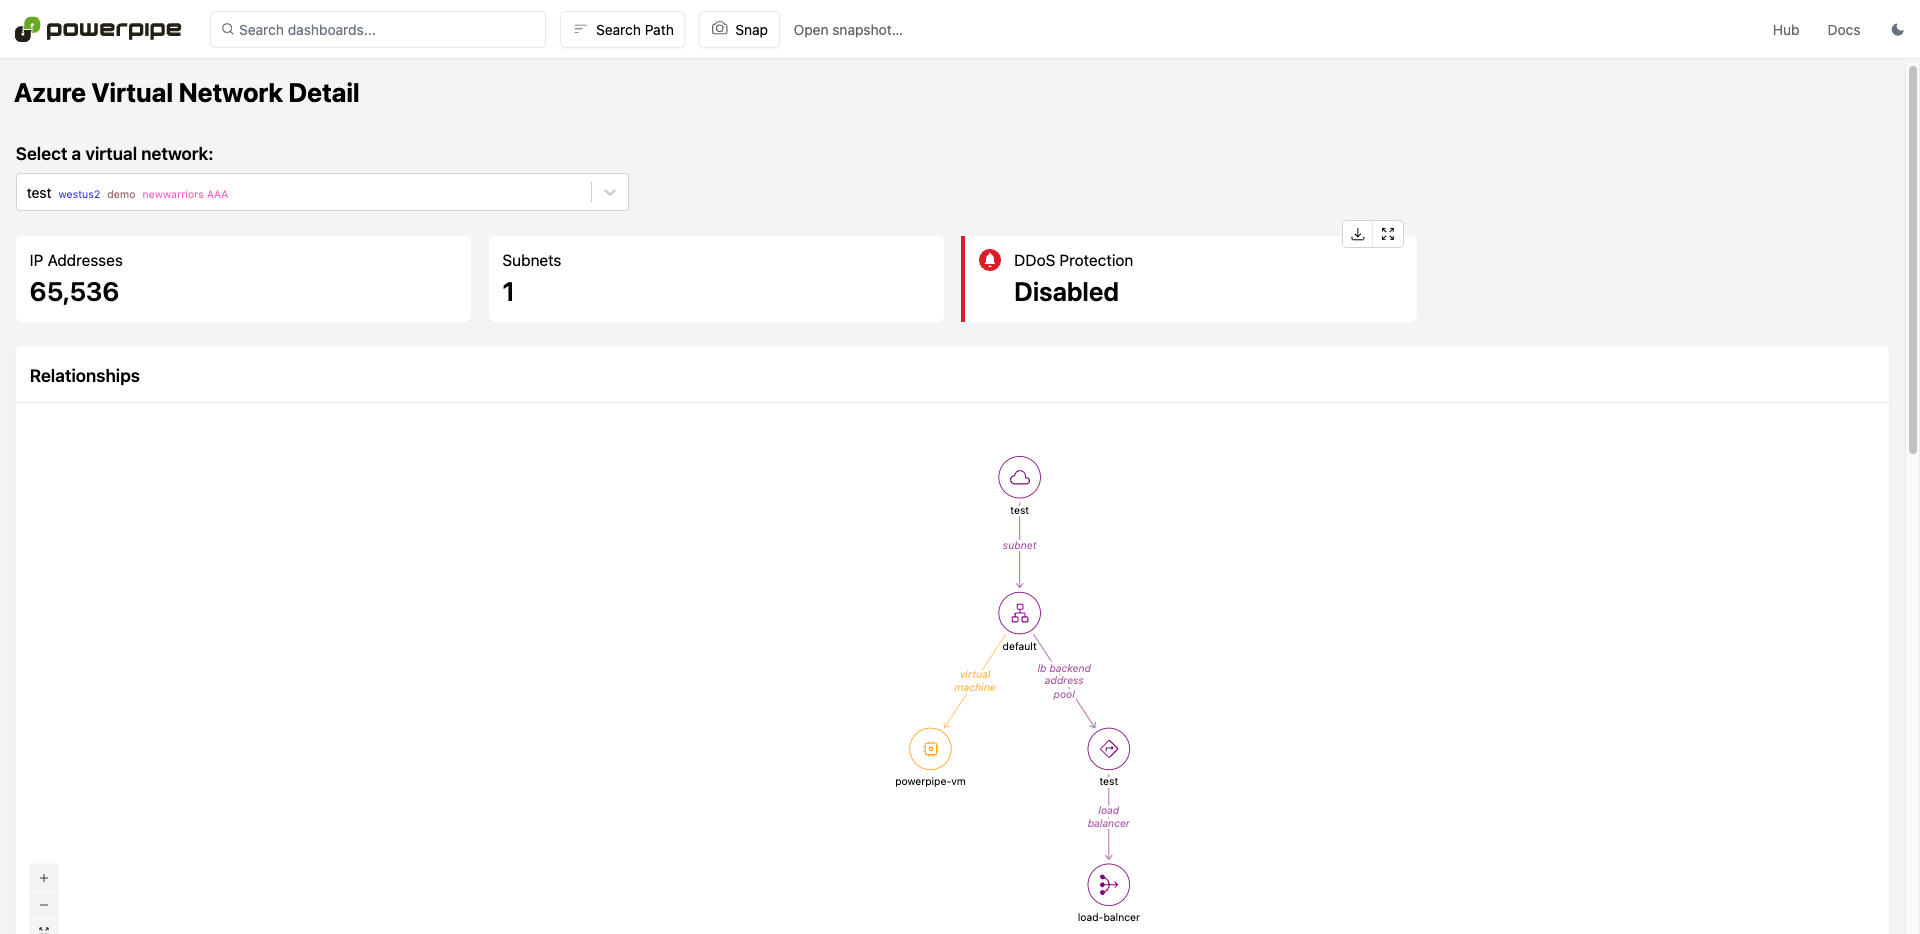 powerpipe
Search dashboards...
Search Path
Snap
Open snapshot...
Hub
Docs
Azure Virtual Network Detail
Select a virtual network:
test westus2 demo newwarriors AAA
IP Addresses
65,536
Subnets
1
DDoS Protection
Disabled
Relationships
test
subnet
default
virtual
machine
lb backend
address
pool
powerpipe-vm
test
load
balancer
load-balncer